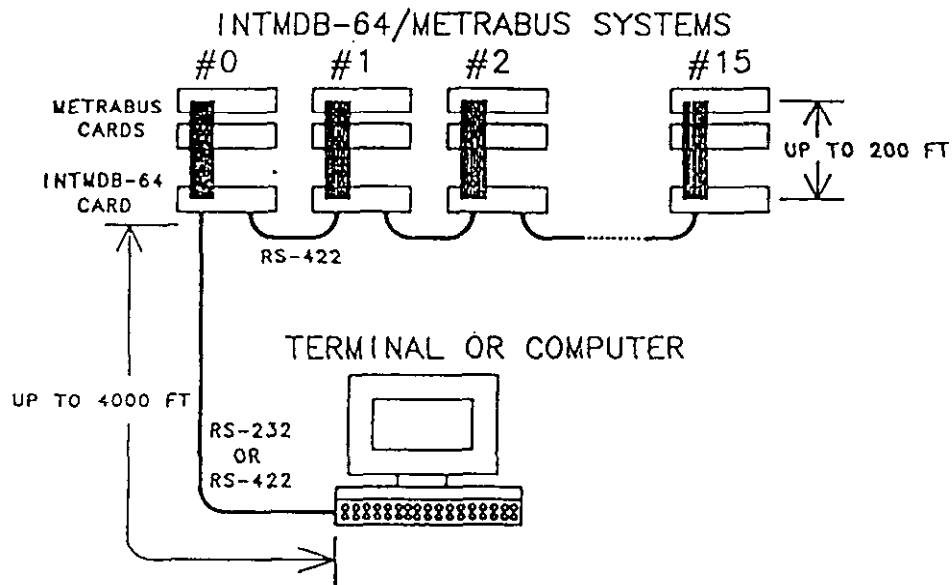 INTMDB-64/METRABUS SYSTEMS
#0 #1 #2 #15
METRABUS
CARDS
UP TO 200 FT
INTMDB-64
CARD
RS-422
TERMINAL OR COMPUTER
UP TO 4000 FT
RS-232
OR
RS-422